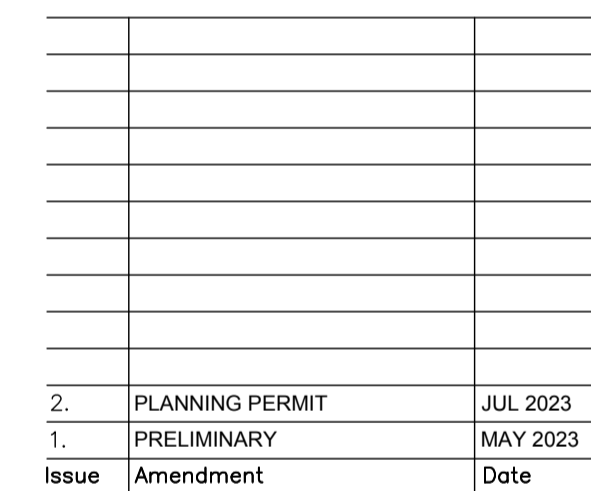 2. PLANNING PERMIT JUL 2023
1. PRELIMINARY MAY 2023
Issue Amendment Date